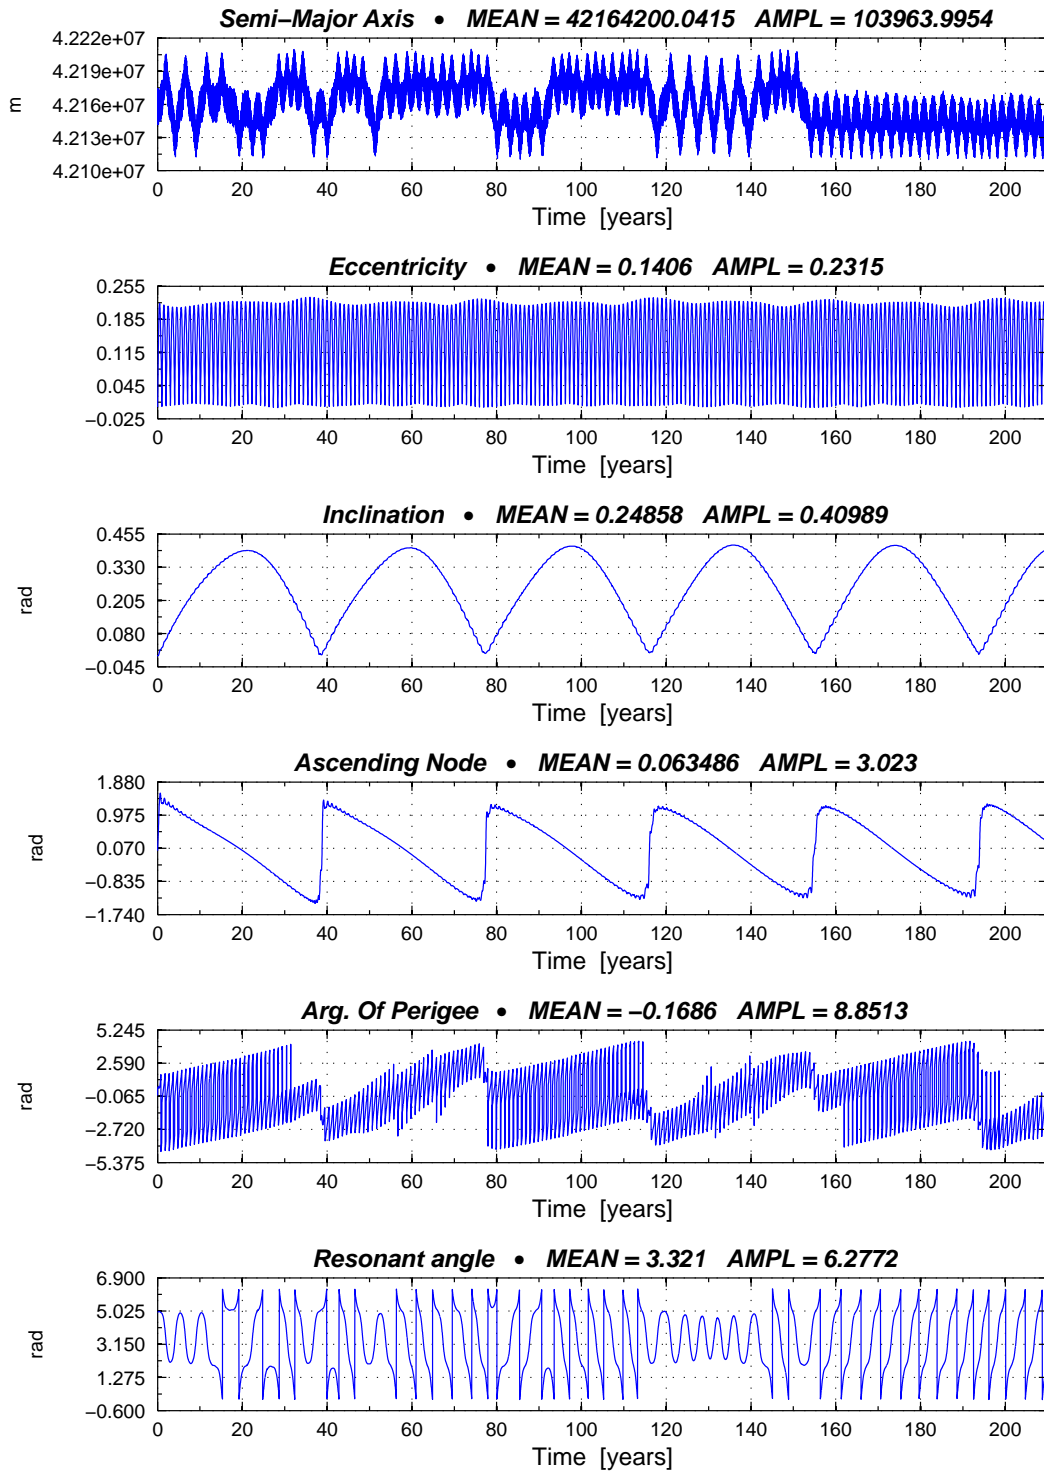 Semi−Major Axis • MEAN = 42164200.0415 AMPL = 103963.9954
4.222e+07
4.219e+07
4.216e+07
4.213e+07
4.210e+07
m
0 20 40 60 80 100 120 140 160 180 200
Time [years]
Eccentricity • MEAN = 0.1406 AMPL = 0.2315
0.255
0.185
0.115
0.045
−0.025
0 20 40 60 80 100 120 140 160 180 200
Time [years]
Inclination • MEAN = 0.24858 AMPL = 0.40989
0.455
0.330
0.205
0.080
−0.045
rad
0 20 40 60 80 100 120 140 160 180 200
Time [years]
Ascending Node • MEAN = 0.063486 AMPL = 3.023
1.880
0.975
0.070
−0.835
−1.740
rad
0 20 40 60 80 100 120 140 160 180 200
Time [years]
Arg. Of Perigee • MEAN = −0.1686 AMPL = 8.8513
5.245
2.590
−0.065
−2.720
−5.375
rad
0 20 40 60 80 100 120 140 160 180 200
Time [years]
Resonant angle • MEAN = 3.321 AMPL = 6.2772
6.900
5.025
3.150
1.275
−0.600
rad
0 20 40 60 80 100 120 140 160 180 200
Time [years]